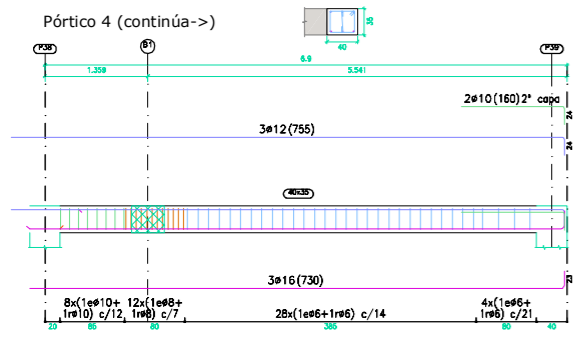 Pórtico 4 (continúa->)
35
40
P38
B1
P39
6.9
1.359
5.541
2ø10(160)2ª capa
24
3ø12(755)
24
40x35
3ø16(730)
23
8x(1eø10+
1rø10) c/12
12x(1eø8+
1rø8) c/7
28x(1eø6+1rø6) c/14
4x(1eø6+
1rø6) c/21
20
86
80
385
80
40